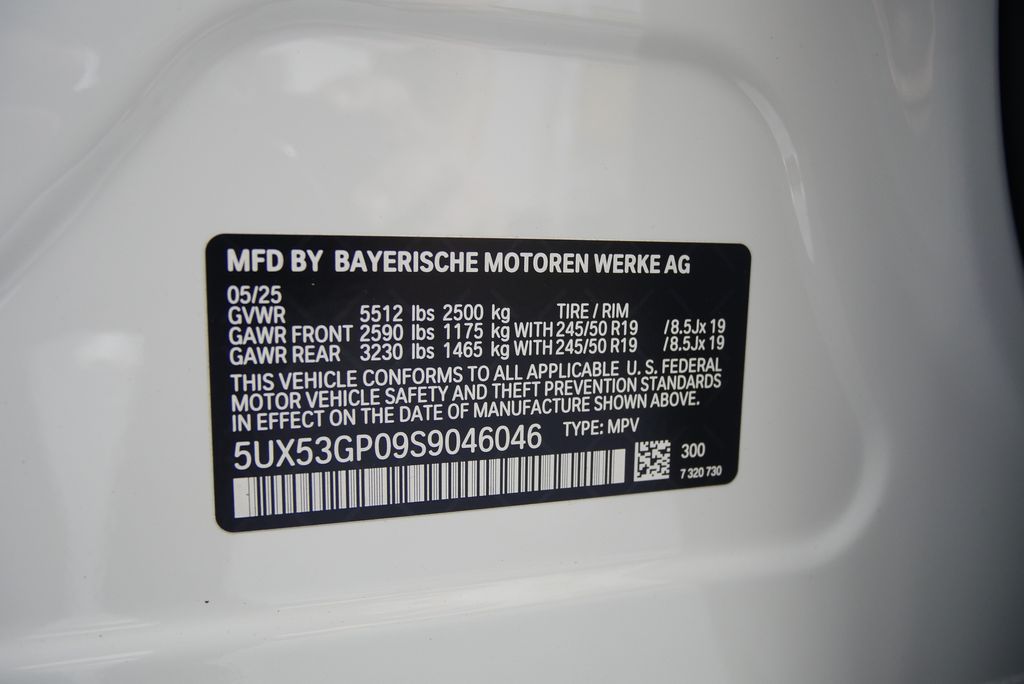 MFD BY BAYERISCHE MOTOREN WERKE AG
05/25
GVWR 5512 lbs 2500 kg TIRE / RIM
GAWR FRONT 2590 lbs 1175 kg WITH 245/50 R19 /8.5Jx 19
GAWR REAR 3230 lbs 1465 kg WITH 245/50 R19 /8.5Jx 19
THIS VEHICLE CONFORMS TO ALL APPLICABLE U. S. FEDERAL
MOTOR VEHICLE SAFETY AND THEFT PREVENTION STANDARDS
IN EFFECT ON THE DATE OF MANUFACTURE SHOWN ABOVE.
5UX53GP09S9046046 TYPE: MPV
300
7 320 730